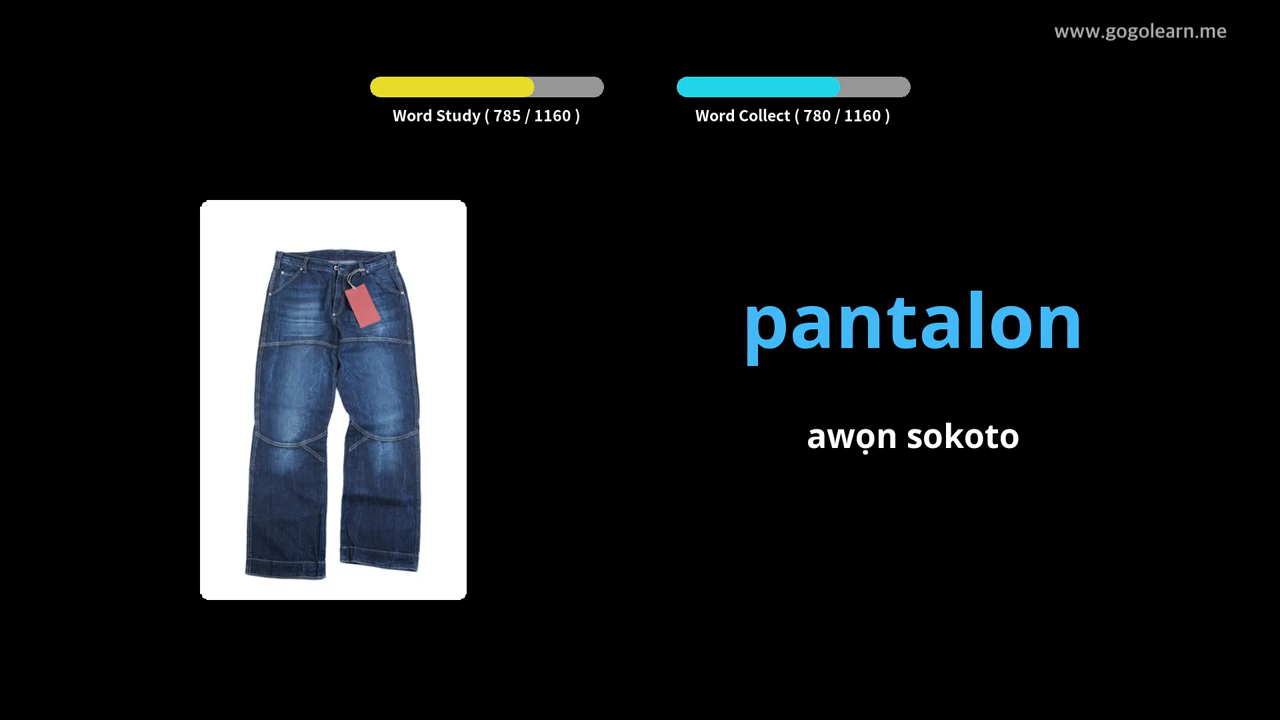 www.gogolearn.me
Word Study ( 785 / 1160 )
Word Collect ( 780 / 1160 )
pantalon
awọn sokoto